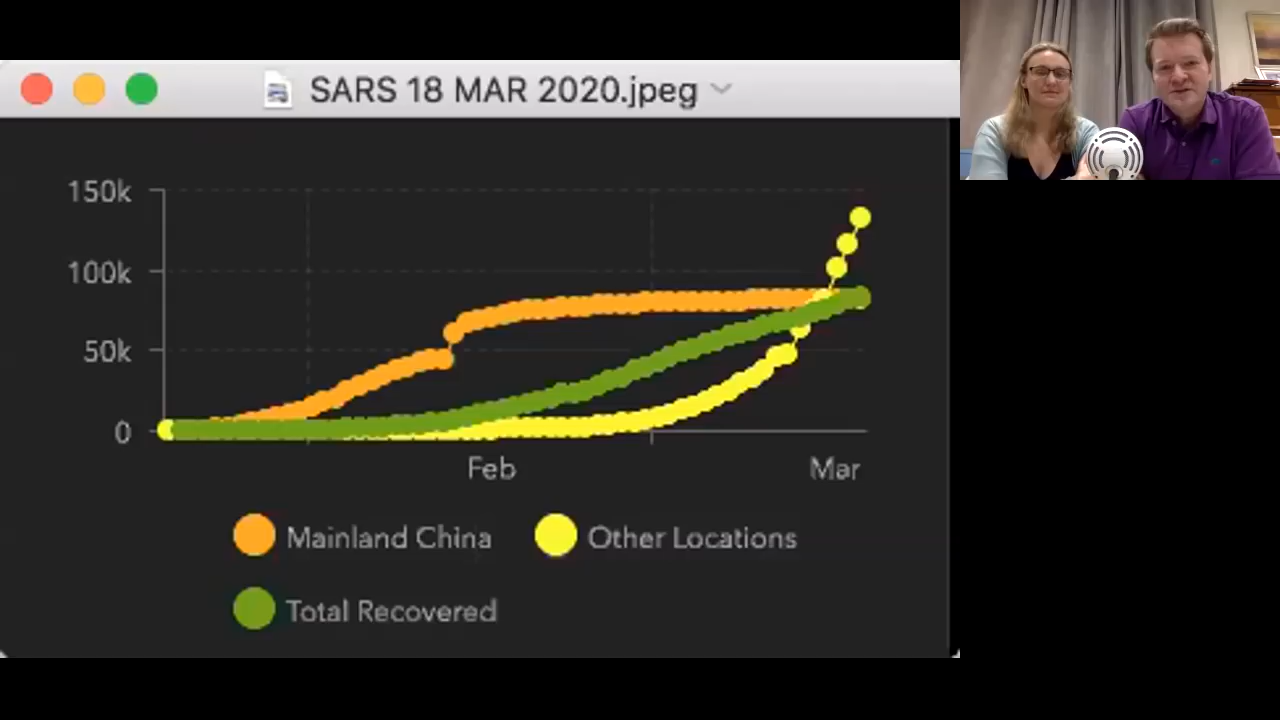 SARS 18 MAR 2020.jpeg
150k
100k
50k
0
Feb Mar
Mainland China Other Locations
Total Recovered